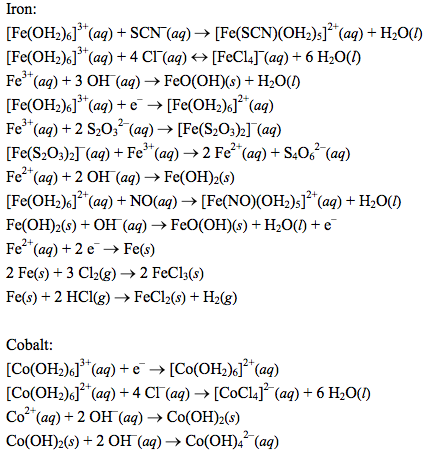 Iron:
[Fe(OH₂)₆]³⁺(aq) + SCN⁻(aq) → [Fe(SCN)(OH₂)₅]²⁺(aq) + H₂O(l)
[Fe(OH₂)₆]³⁺(aq) + 4 Cl⁻(aq) ↔ [FeCl₄]⁻(aq) + 6 H₂O(l)
Fe³⁺(aq) + 3 OH⁻(aq) → FeO(OH)(s) + H₂O(l)
[Fe(OH₂)₆]³⁺(aq) + e⁻ → [Fe(OH₂)₆]²⁺(aq)
Fe³⁺(aq) + 2 S₂O₃²⁻(aq) → [Fe(S₂O₃)₂]⁻(aq)
[Fe(S₂O₃)₂]⁻(aq) + Fe³⁺(aq) → 2 Fe²⁺(aq) + S₄O₆²⁻(aq)
Fe²⁺(aq) + 2 OH⁻(aq) → Fe(OH)₂(s)
[Fe(OH₂)₆]²⁺(aq) + NO(aq) → [Fe(NO)(OH₂)₅]²⁺(aq) + H₂O(l)
Fe(OH)₂(s) + OH⁻(aq) → FeO(OH)(s) + H₂O(l) + e⁻
Fe²⁺(aq) + 2 e⁻ → Fe(s)
2 Fe(s) + 3 Cl₂(g) → 2 FeCl₃(s)
Fe(s) + 2 HCl(g) → FeCl₂(s) + H₂(g)
Cobalt:
[Co(OH₂)₆]³⁺(aq) + e⁻ → [Co(OH₂)₆]²⁺(aq)
[Co(OH₂)₆]²⁺(aq) + 4 Cl⁻(aq) → [CoCl₄]²⁻(aq) + 6 H₂O(l)
Co²⁺(aq) + 2 OH⁻(aq) → Co(OH)₂(s)
Co(OH)₂(s) + 2 OH⁻(aq) → Co(OH)₄²⁻(aq)